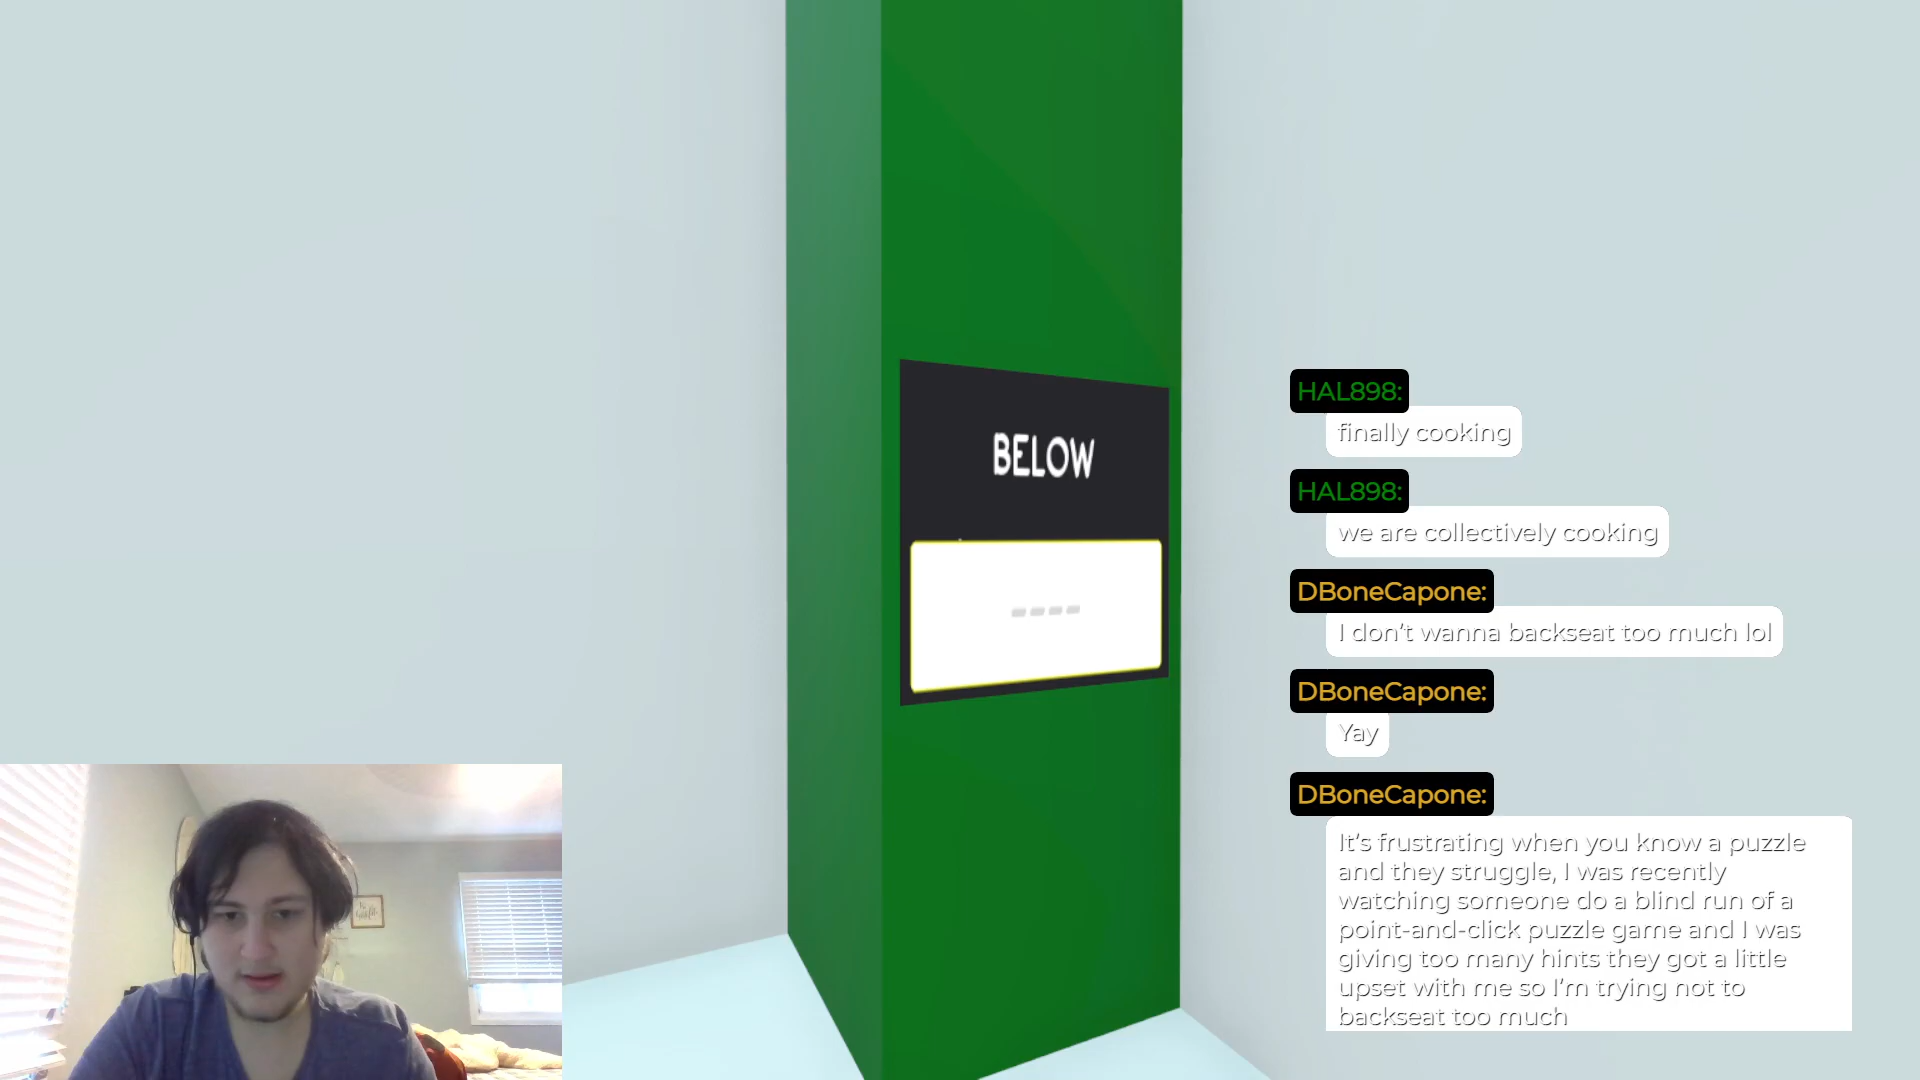 BELOW
----
HAL898:
finally cooking
HAL898:
we are collectively cooking
DBoneCapone:
I don't wanna backseat too much lol
DBoneCapone:
Yay
DBoneCapone:
It's frustrating when you know a puzzle
and they struggle, I was recently
watching someone do a blind run of a
point-and-click puzzle game and I was
giving too many hints they got a little
upset with me so I'm trying not to
backseat too much